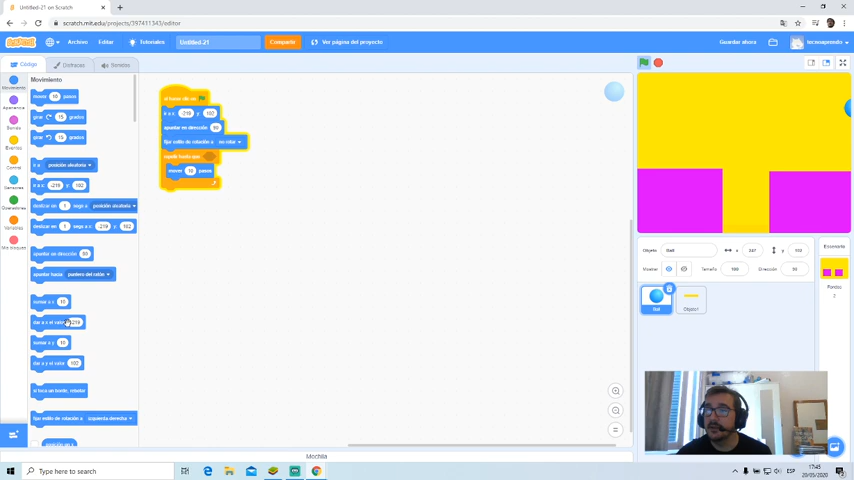 Untitled-21 on Scratch
scratch.mit.edu/projects/397411343/editor
SCRATCH
Archivo
Editar
Tutoriales
Untitled-21
Compartir
Ver página del proyecto
Guardar ahora
Código
Disfraces
Sonidos
Movimiento
Apariencia
Sonido
Eventos
Control
Sensores
Operadores
Variables
Mis bloques
Movimiento
mover 10 pasos
girar 15 grados
girar 15 grados
ir a posición aleatoria
ir a x: -219 y: 102
deslizar en 1 segs a posición aleatoria
deslizar en 1 segs a x: -219 y: 102
apuntar en dirección 90
apuntar hacia puntero del ratón
sumar a x 10
dar a x el valor -219
sumar a y 10
dar a y el valor 102
si toca un borde, rebotar
fijar estilo de rotación a izquierda-derecha
posición en x
al hacer clic en
ir a x: -219 y: 102
apuntar en dirección 90
fijar estilo de rotación a no rotar
repetir hasta que
mover 10 pasos
Objeto
Ball
x
y
102
Mostrar
Tamaño
100
Dirección
90
Ball
Objeto1
Escenario
Fondos
2
Mochila
Type here to search
ESP
17:45
20/05/2020